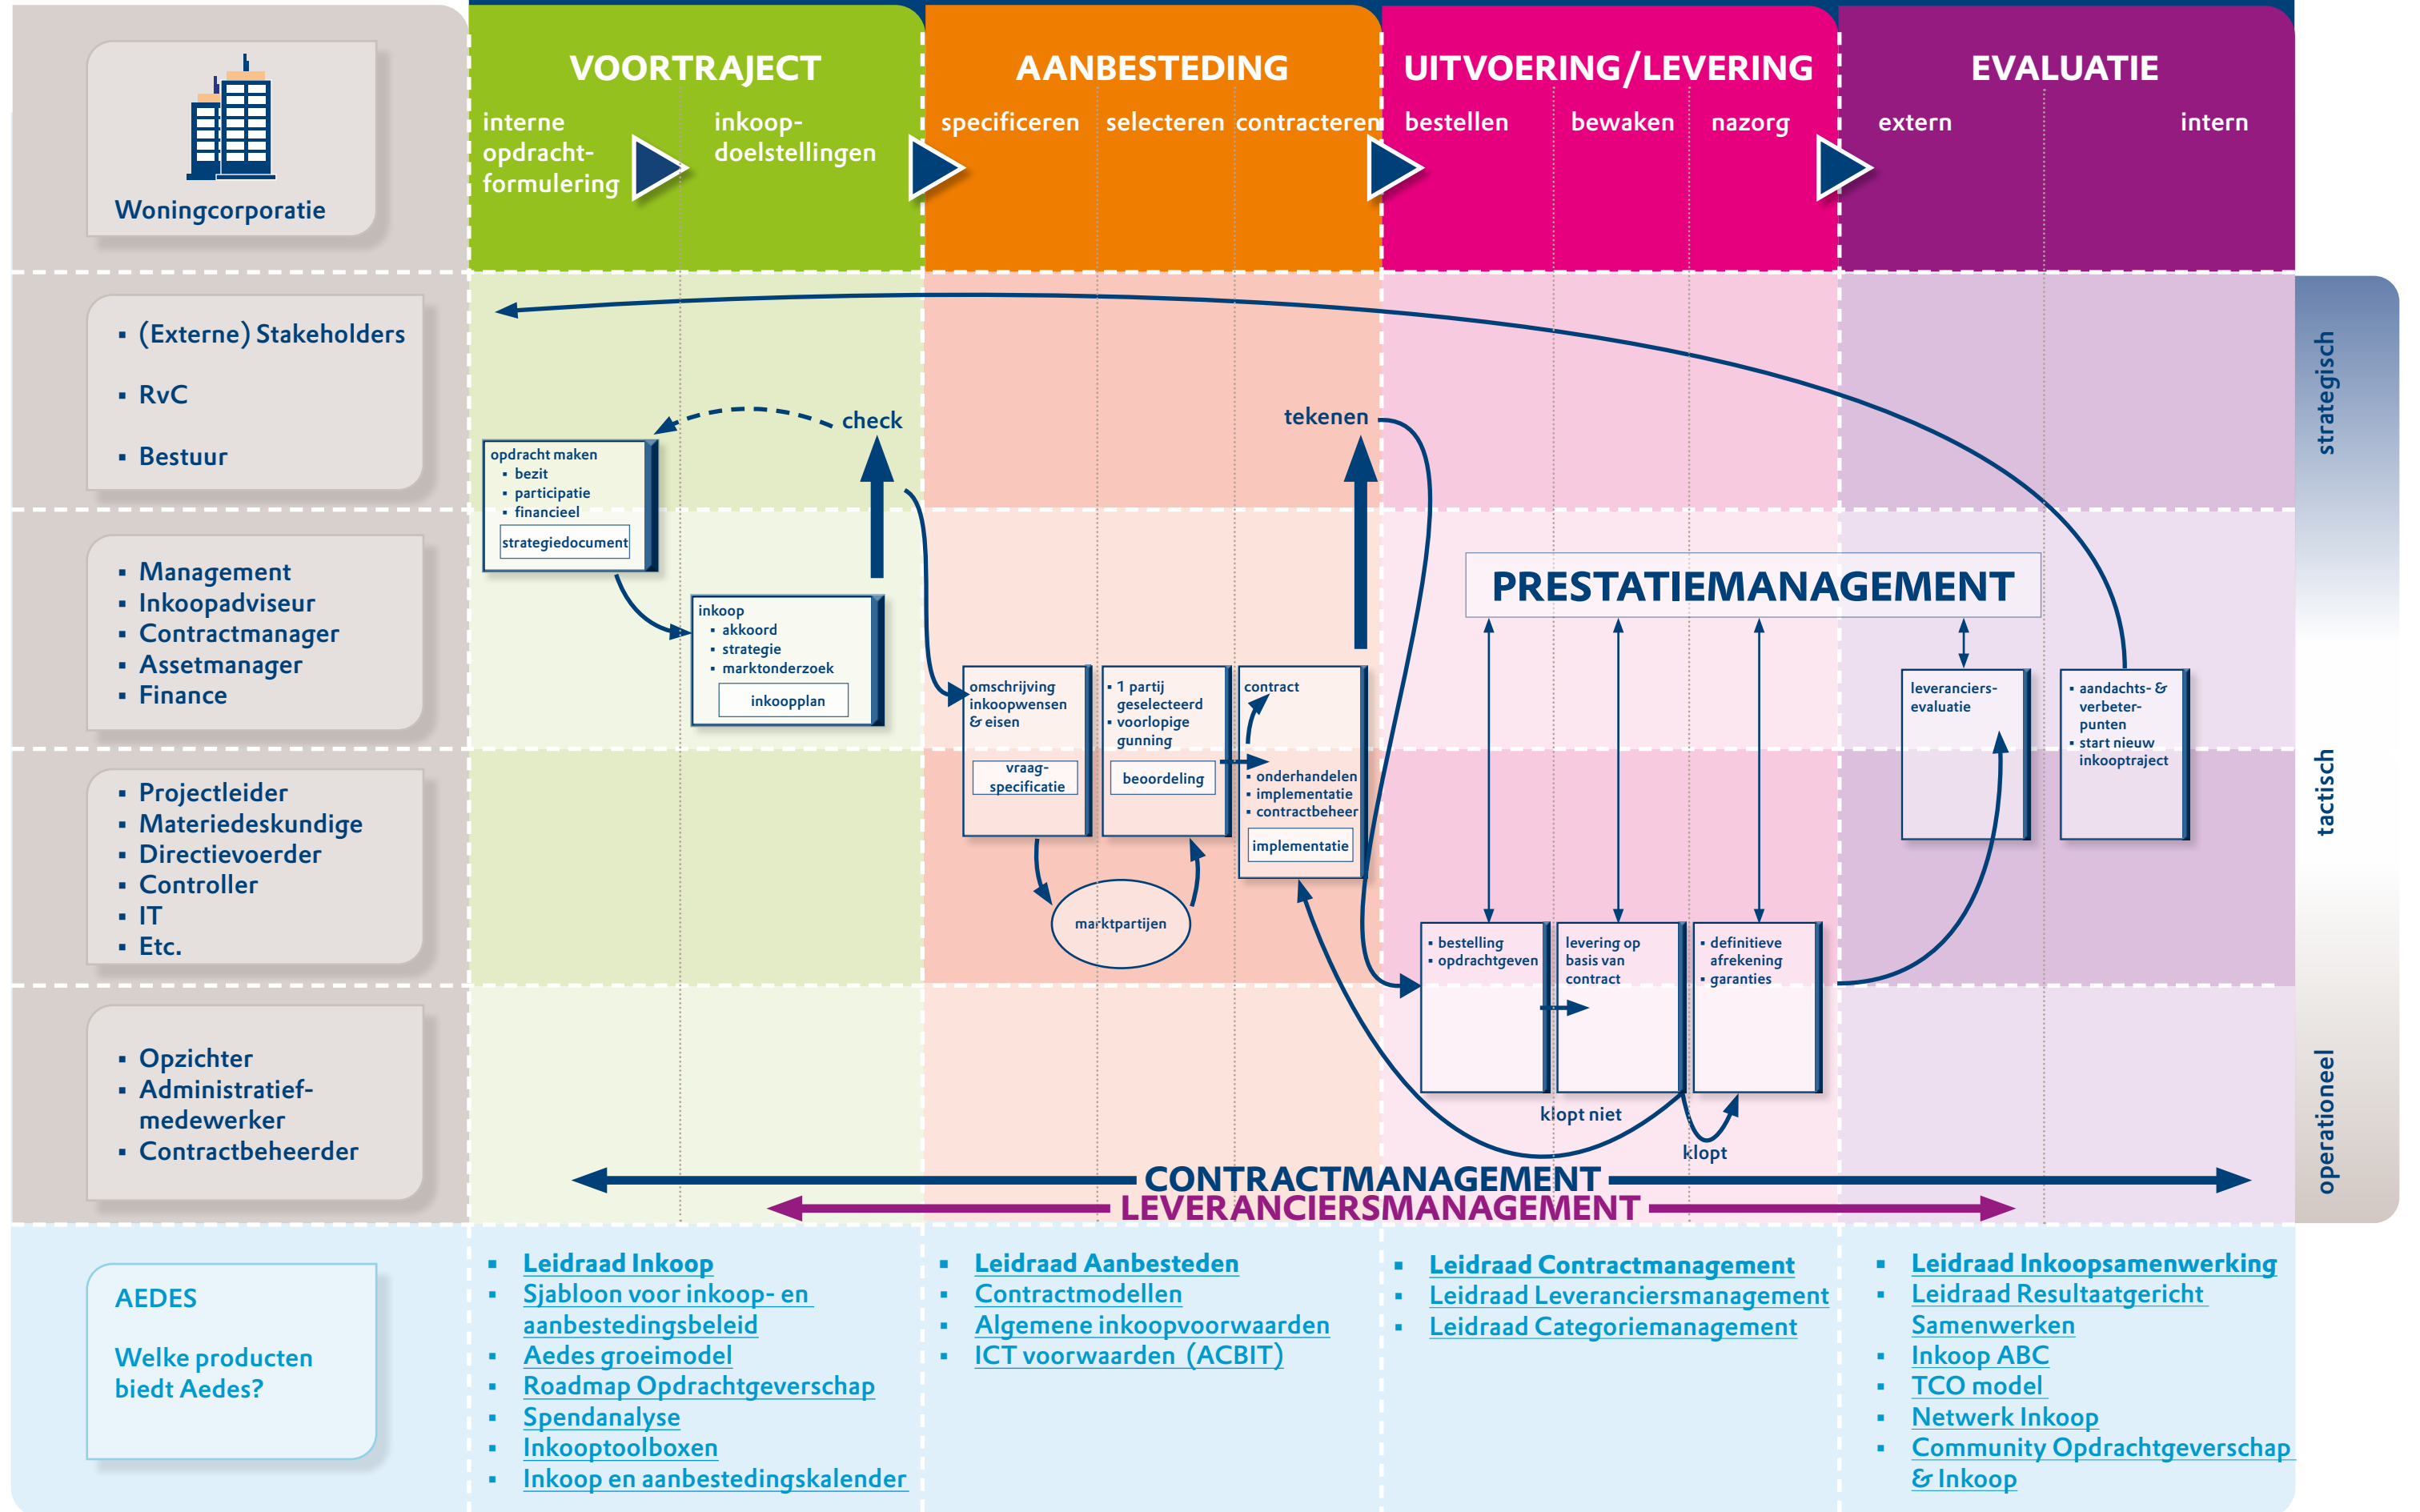 VOORTRAJECT
AANBESTEDING
UITVOERING/LEVERING
EVALUATIE
interne
opdracht-
formulering
inkoop-
doelstellingen
specificeren
selecteren
contracteren
bestellen
bewaken
nazorg
extern
intern
Woningcorporatie
▪ (Externe) Stakeholders
▪ RvC
▪ Bestuur
▪ Management
▪ Inkoopadviseur
▪ Contractmanager
▪ Assetmanager
▪ Finance
▪ Projectleider
▪ Materiedeskundige
▪ Directievoerder
▪ Controller
▪ IT
▪ Etc.
▪ Opzichter
▪ Administratief-
medewerker
▪ Contractbeheerder
opdracht maken
▪ bezit
▪ participatie
▪ financieel
strategiedocument
check
inkoop
▪ akkoord
▪ strategie
▪ marktonderzoek
inkoopplan
tekenen
omschrijving
inkoopwensen
& eisen
vraag-
specificatie
▪ 1 partij
geselecteerd
▪ voorlopige
gunning
beoordeling
contract
▪ onderhandelen
▪ implementatie
▪ contractbeheer
implementatie
marktpartijen
PRESTATIEMANAGEMENT
▪ bestelling
▪ opdrachtgeven
levering op
basis van
contract
▪ definitieve
afrekening
▪ garanties
klopt niet
klopt
leveranciers-
evaluatie
▪ aandachts- &
verbeter-
punten
▪ start nieuw
inkooptraject
strategisch
tactisch
operationeel
CONTRACTMANAGEMENT
LEVERANCIERSMANAGEMENT
AEDES
Welke producten
biedt Aedes?
▪ Leidraad Inkoop
▪ Sjabloon voor inkoop- en
aanbestedingsbeleid
▪ Aedes groeimodel
▪ Roadmap Opdrachtgeverschap
▪ Spendanalyse
▪ Inkooptoolboxen
▪ Inkoop en aanbestedingskalender
▪ Leidraad Aanbesteden
▪ Contractmodellen
▪ Algemene inkoopvoorwaarden
▪ ICT voorwaarden (ACBIT)
▪ Leidraad Contractmanagement
▪ Leidraad Leveranciersmanagement
▪ Leidraad Categoriemanagement
▪ Leidraad Inkoopsamenwerking
▪ Leidraad Resultaatgericht
Samenwerken
▪ Inkoop ABC
▪ TCO model
▪ Netwerk Inkoop
▪ Community Opdrachtgeverschap
& Inkoop